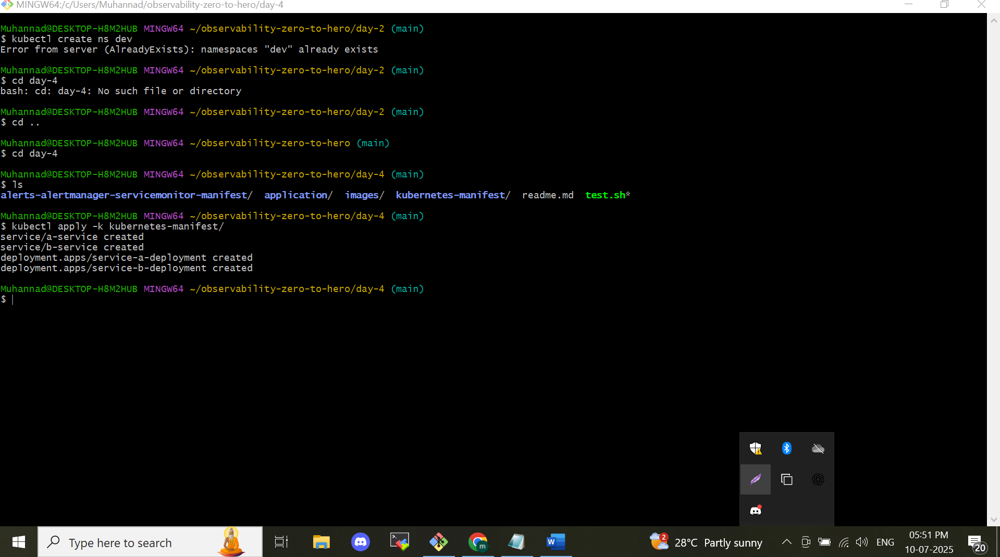 MINGW64:/c/Users/Muhannad/observability-zero-to-hero/day-4
Muhannad@DESKTOP-H8M2HUB MINGW64 ~/observability-zero-to-hero/day-2 (main)
$ kubectl create ns dev
Error from server (AlreadyExists): namespaces "dev" already exists
Muhannad@DESKTOP-H8M2HUB MINGW64 ~/observability-zero-to-hero/day-2 (main)
$ cd day-4
bash: cd: day-4: No such file or directory
Muhannad@DESKTOP-H8M2HUB MINGW64 ~/observability-zero-to-hero/day-2 (main)
$ cd ..
Muhannad@DESKTOP-H8M2HUB MINGW64 ~/observability-zero-to-hero (main)
$ cd day-4
Muhannad@DESKTOP-H8M2HUB MINGW64 ~/observability-zero-to-hero/day-4 (main)
$ ls
alerts-alertmanager-servicemonitor-manifest/  application/  images/  kubernetes-manifest/  readme.md  test.sh*
Muhannad@DESKTOP-H8M2HUB MINGW64 ~/observability-zero-to-hero/day-4 (main)
$ kubectl apply -k kubernetes-manifest/
service/a-service created
service/b-service created
deployment.apps/service-a-deployment created
deployment.apps/service-b-deployment created
Muhannad@DESKTOP-H8M2HUB MINGW64 ~/observability-zero-to-hero/day-4 (main)
$
Type here to search
m
W
2
28°C Partly sunny
ENG
05:51 PM
10-07-2025
20